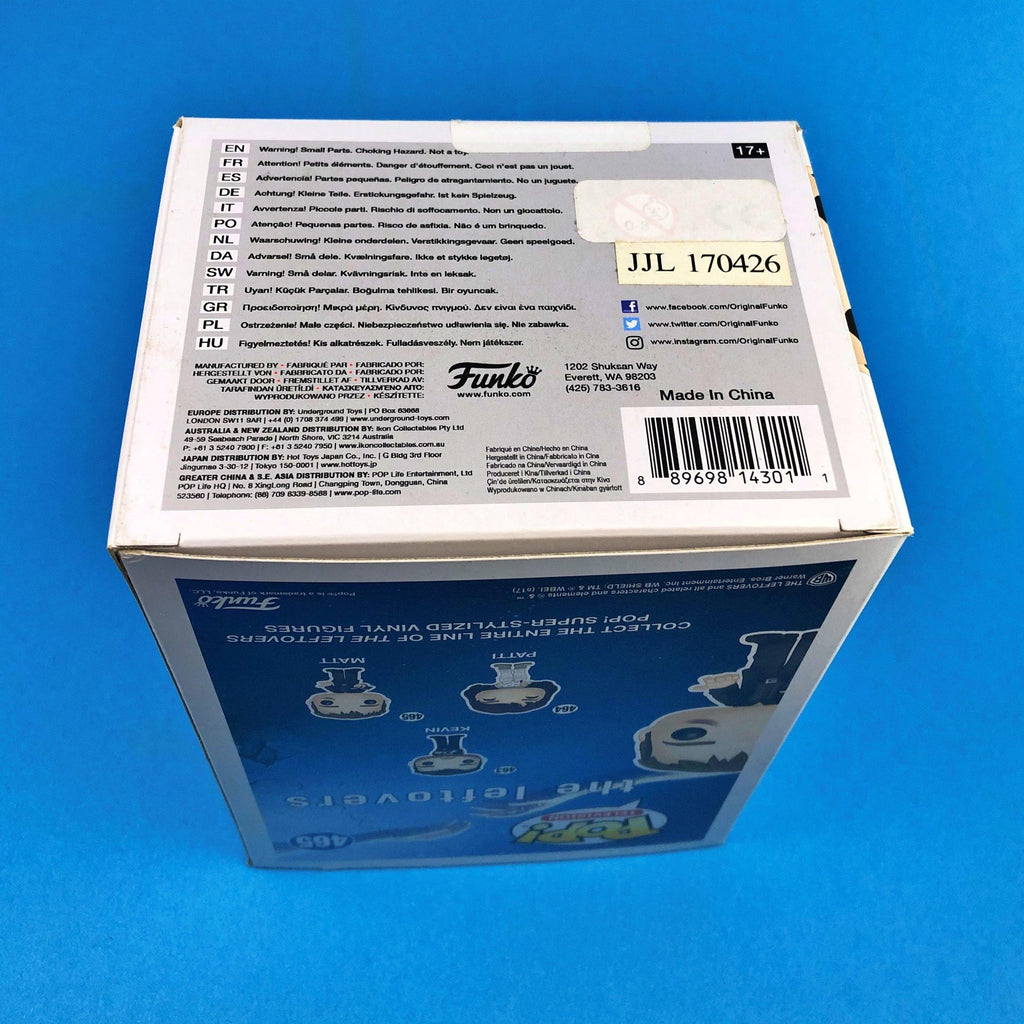 EN Warning! Small Parts. Choking Hazard. Not a toy
FR Attention! Petits éléments. Danger d'étouffement. Ceci n'est pas un jouet.
ES Advertencia! Partes pequeñas. Peligro de atragantamiento. No un juguete.
DE Achtung! Kleine Teile. Erstickungsgefahr. Ist kein Spielzeug.
IT Avvertenza! Piccole parti. Rischio di soffocamento. Non un giocattolo.
PO Atenção! Pequenas partes. Risco de asfixia. Não é um brinquedo.
NL Waarschuwing! Kleine onderdelen. Verstikkingsgevaar. Geen speelgoed.
DA Advarsel! Små dele. Kvælningsfare. Ikke et stykke legetøj.
SW Varning! Små delar. Kvävningsrisk. Inte en leksak.
TR Uyarı! Küçük Parçalar. Boğulma tehlikesi. Bir oyuncak.
GR Προειδοποίηση! Μικρά μέρη. Κίνδυνος πνιγμού. Δεν είναι ένα παιχνίδι.
PL Ostrzeżenie! Małe części. Niebezpieczeństwo udławienia się. Nie zabawka.
HU Figyelmeztetés! Kis alkatrészek. Fulladásveszély. Nem játékszer.
17+
0-3
CE
JJL 170426
www.facebook.com/OriginalFunko
www.twitter.com/OriginalFunko
www.instagram.com/OriginalFunko
MANUFACTURED BY • FABRIQUÉ PAR • FABRICADO POR:
HERGESTELLT VON • FABBRICATO DA • FABRICADO POR:
GEMAAKT DOOR • FREMSTILLET AF • TILLVERKAD AV:
TARAFINDAN ÜRETİLDİ • ΚΑΤΑΣΚΕΥΑΣΜΕΝΟ ΑΠΟ:
WYPRODUKOWANO PRZEZ • KÉSZÍTETTE:
Funko
www.funko.com
1202 Shuksan Way
Everett, WA 98203
(425) 783-3616
Made In China
EUROPE DISTRIBUTION BY: Underground Toys | PO Box 63668
LONDON SW11 9AR | +44 (0) 1708 374 499 | www.underground-toys.com
AUSTRALIA & NEW ZEALAND DISTRIBUTION BY: Ikon Collectables Pty Ltd
49-59 Seabeach Parade | North Shore, VIC 3214 Australia
P: +61 3 5240 7900 | F: +61 3 5240 7950 | www.ikoncollectables.com.au
JAPAN DISTRIBUTION BY: Hot Toys Japan Co., Inc. | G Bldg 3rd Floor
Jingumae 3-30-12 | Tokyo 150-0001 | www.hottoys.jp
GREATER CHINA & S.E. ASIA DISTRIBUTION BY: POP Life Entertainment, Ltd
POP Life HQ | No. 8 XingLong Road | Changping Town, Dongguan, China
523560 | Telephone: (86) 769 8339-8588 | www.pop-life.com
Fabriqué en Chine/Hecho en China
Hergestellt in China/Fabbricato in Cina
Fabricado na China/Vervaardigd in China
Produceret i Kina/Tillverkad i China
Çin'de üretilen/Κατασκευάζεται στην Κίνα
Wyprodukowano w Chinach/Kínában gyártott
8 89698 14301 1
THE LEFTOVERS and all related characters and elements © & ™
Warner Bros. Entertainment Inc. WB SHIELD: TM & © WBEI. (s17)
Funko
Pop!® is a trademark of Funko, LLC.
COLLECT THE ENTIRE LINE OF THE LEFTOVERS
POP! SUPER-STYLIZED VINYL FIGURES
PATTI
464
MATT
465
KEVIN
463
the leftovers
POP!
TELEVISION
465